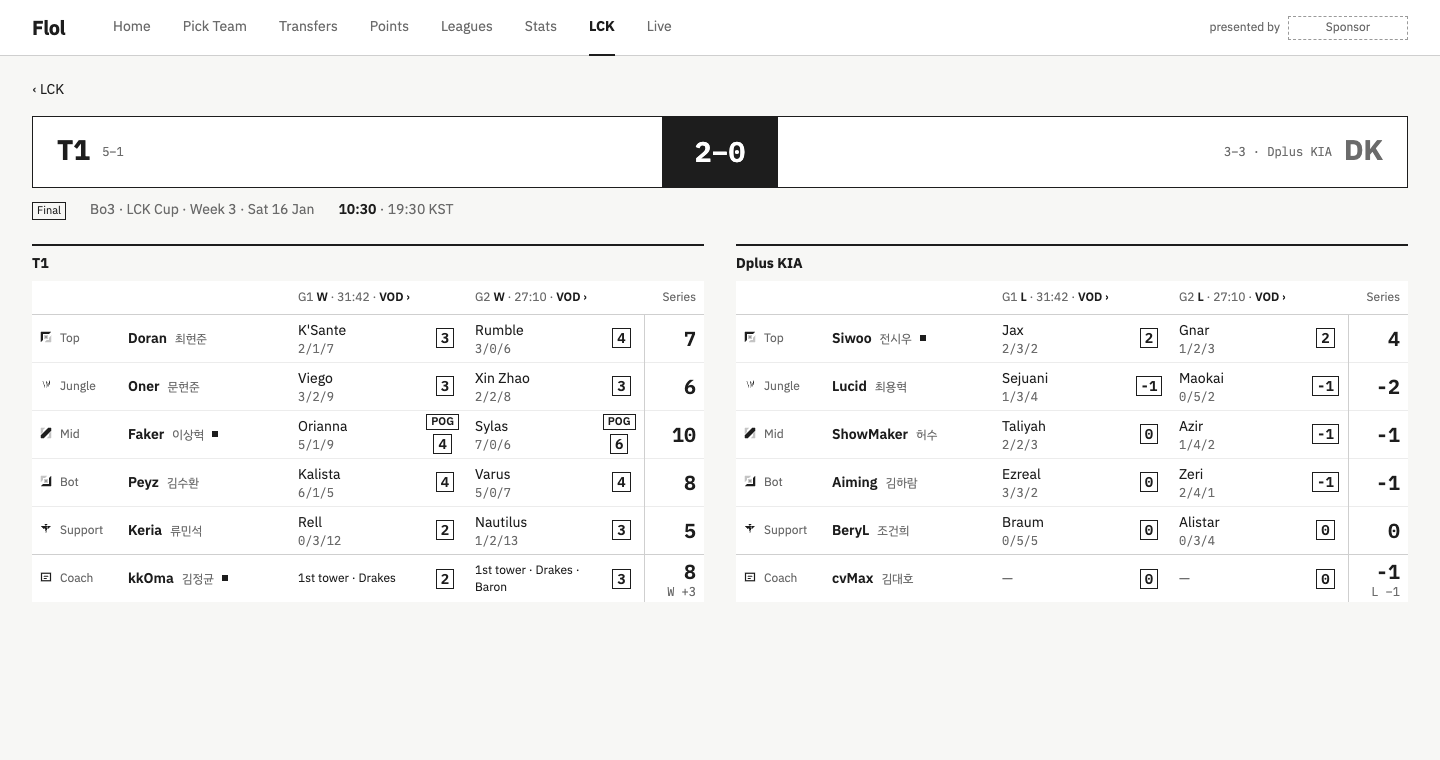 Flol Home Pick Team Transfers Points Leagues Stats LCK Live presented by Sponsor
‹ LCK
T1 5–1 2–0 3–3 · Dplus KIA DK
Final Bo3 · LCK Cup · Week 3 · Sat 16 Jan 10:30 · 19:30 KST
T1
G1 W · 31:42 · VOD › G2 W · 27:10 · VOD › Series
Top Doran 최현준 K'Sante 2/1/7 3 Rumble 3/0/6 4 7
Jungle Oner 문현준 Viego 3/2/9 3 Xin Zhao 2/2/8 3 6
Mid Faker 이상혁 Orianna 5/1/9 POG 4 Sylas 7/0/6 POG 6 10
Bot Peyz 김수환 Kalista 6/1/5 4 Varus 5/0/7 4 8
Support Keria 류민석 Rell 0/3/12 2 Nautilus 1/2/13 3 5
Coach kkOma 김정균 1st tower · Drakes 2 1st tower · Drakes · Baron 3 8 W +3
Dplus KIA
G1 L · 31:42 · VOD › G2 L · 27:10 · VOD › Series
Top Siwoo 전시우 Jax 2/3/2 2 Gnar 1/2/3 2 4
Jungle Lucid 최용혁 Sejuani 1/3/4 -1 Maokai 0/5/2 -1 -2
Mid ShowMaker 허수 Taliyah 2/2/3 0 Azir 1/4/2 -1 -1
Bot Aiming 김하람 Ezreal 3/3/2 0 Zeri 2/4/1 -1 -1
Support BeryL 조건희 Braum 0/5/5 0 Alistar 0/3/4 0 0
Coach cvMax 김대호 — 0 — 0 -1 L −1